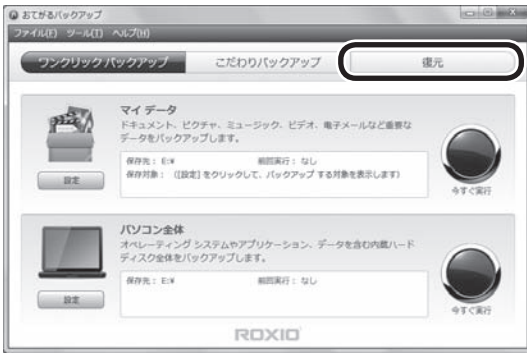 おてがるバックアップ
ファイル(F) ツール(T) ヘルプ(H)
ワンクリックバックアップ こだわりバックアップ 復元
マイ データ
ドキュメント、ピクチャ、ミュージック、ビデオ、電子メールなど重要な
データをバックアップします。
保存先: E:¥ 前回実行: なし
保存対象: ([設定] をクリックして、バックアップ する対象を表示します)
設定
今すぐ実行
パソコン全体
オペレーティング システムやアプリケーション、データを含む内蔵ハード
ディスク全体をバックアップします。
保存先: E:¥ 前回実行: なし
設定
今すぐ実行
ROXIO